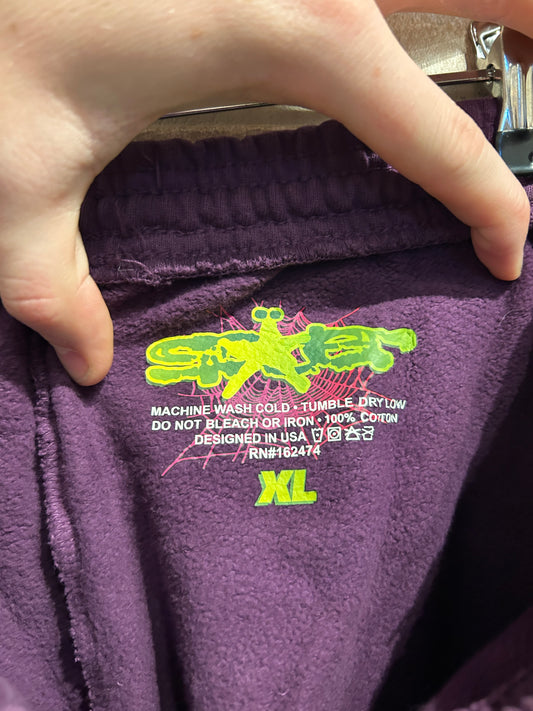 MACHINE WASH COLD • TUMBLE DRY LOW
DO NOT BLEACH OR IRON • 100% COTTON
DESIGNED IN USA
RN#162474
XL